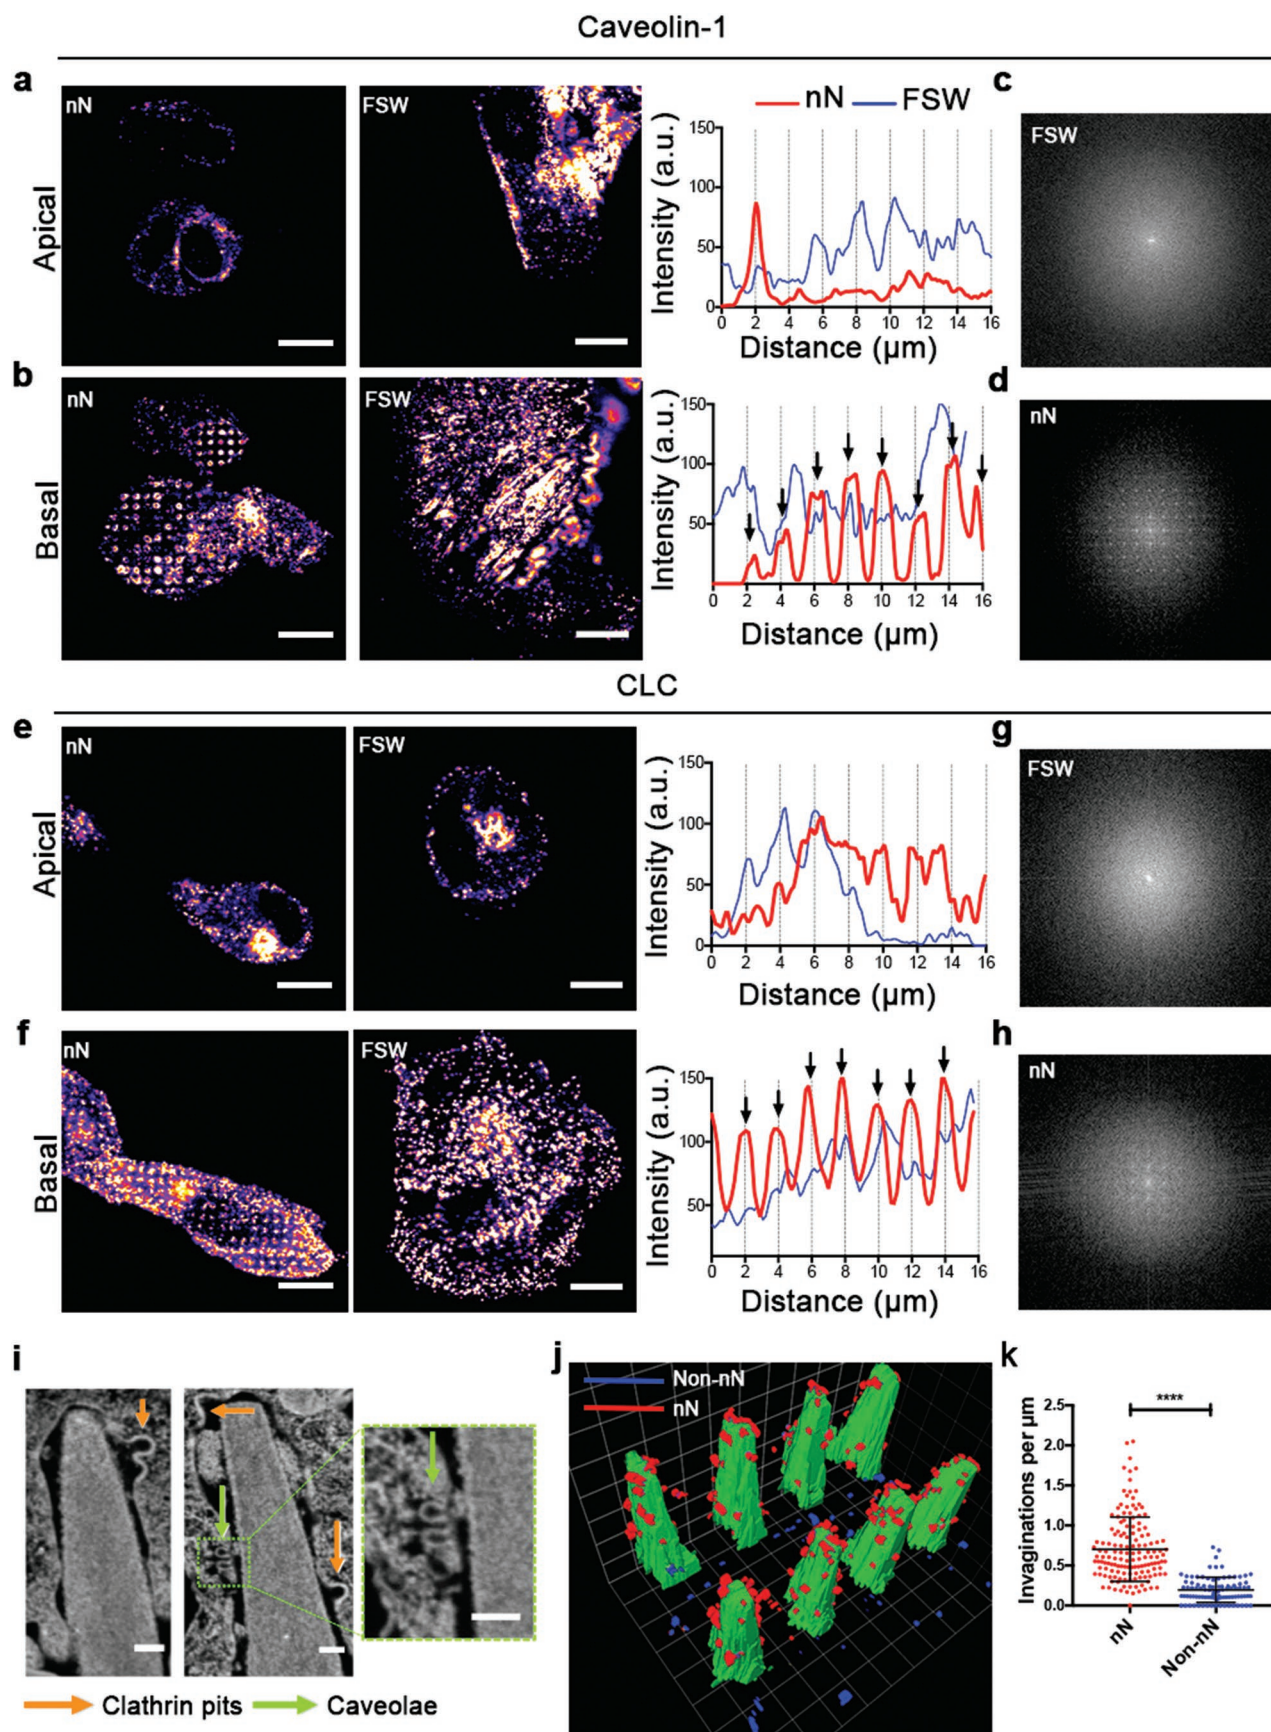 Caveolin-1
a
nN
FSW
Apical
nN FSW
Intensity (a.u.)
150
100
50
0
0 2 4 6 8 10 12 14 16
Distance (µm)
c
FSW
b
nN
FSW
Basal
Intensity (a.u.)
150
100
50
0 2 4 6 8 10 12 14 16
Distance (µm)
d
nN
CLC
e
nN
FSW
Apical
Intensity (a.u.)
150
100
50
0
0 2 4 6 8 10 12 14 16
Distance (µm)
g
FSW
f
nN
FSW
Basal
Intensity (a.u.)
150
100
50
0 2 4 6 8 10 12 14 16
Distance (µm)
h
nN
i
Clathrin pits Caveolae
j
Non-nN
nN
k
****
Invaginations per µm
2.5
2.0
1.5
1.0
0.5
0.0
nN
Non-nN